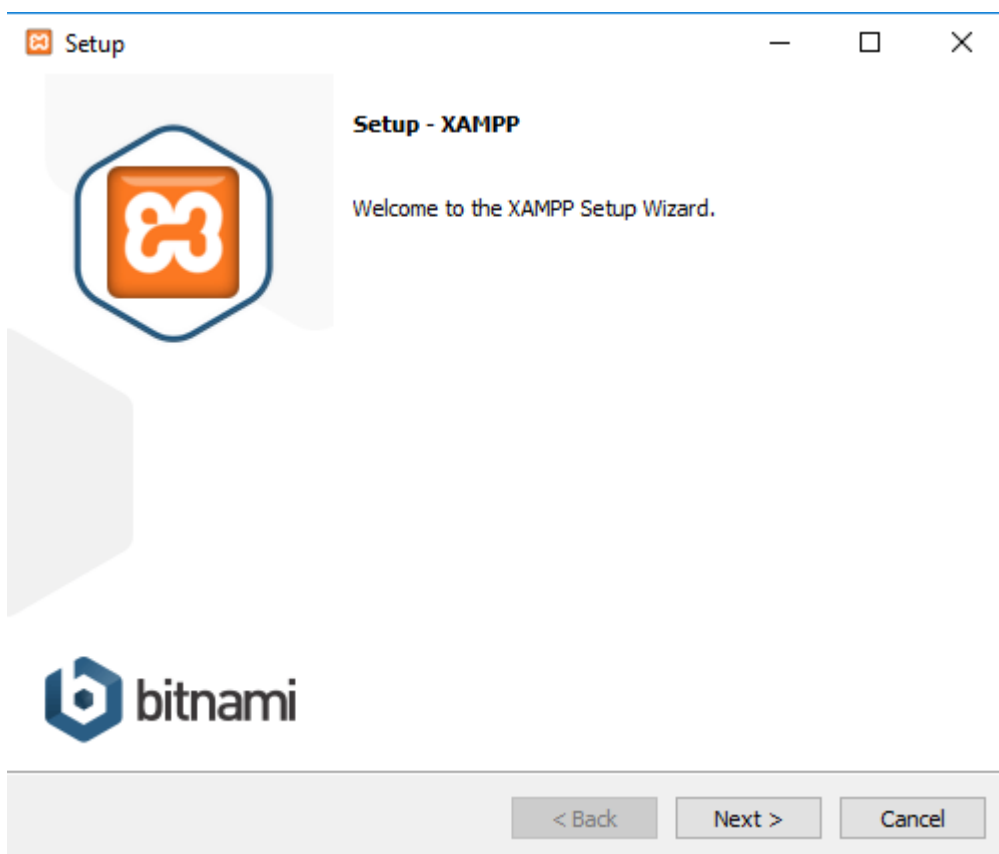 Setup
Setup - XAMPP
Welcome to the XAMPP Setup Wizard.
bitnami
< Back
Next >
Cancel